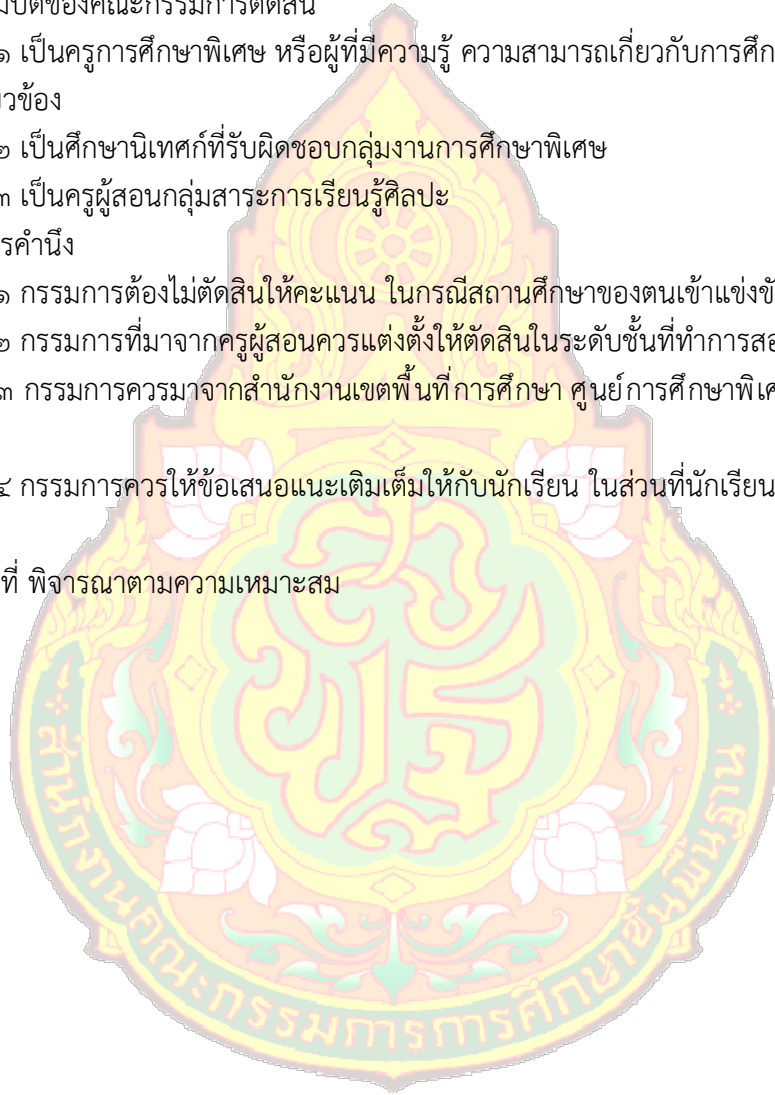 มบัติของคณะกรรมการตัดสิน
๑ เป็นครูการศึกษาพิเศษ หรือผู้ที่มีความรู้ ความสามารถเกี่ยวกับการศึก
ยวข้อง
๒ เป็นศึกษานิเทศก์ที่รับผิดชอบกลุ่มงานการศึกษาพิเศษ
๓ เป็นครูผู้สอนกลุ่มสาระการเรียนรู้ศิลปะ
รคำนึง
๑ กรรมการต้องไม่ตัดสินให้คะแนน ในกรณีสถานศึกษาของตนเข้าแข่งขั
๒ กรรมการที่มาจากครูผู้สอนควรแต่งตั้งให้ตัดสินในระดับชั้นที่ทำการสอ
๓ กรรมการควรมาจากสำนักงานเขตพื้นที่การศึกษา ศูนย์การศึกษาพิเศ
๔ กรรมการควรให้ข้อเสนอแนะเติมเต็มให้กับนักเรียน ในส่วนที่นักเรียน
ที่ พิจารณาตามความเหมาะสม
สำนักงานคณะกรรมการการศึกษาขั้นพื้นฐาน